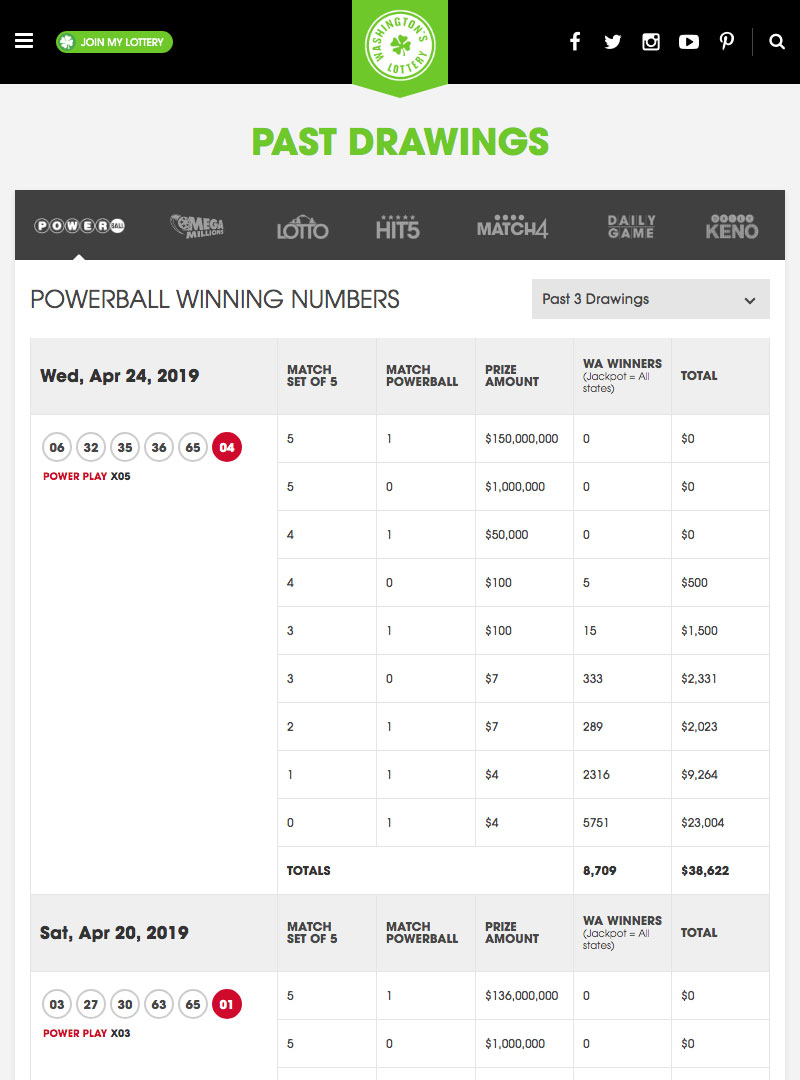 JOIN MY LOTTERY
WASHINGTON'S LOTTERY
PAST DRAWINGS
POWERBALL
MEGA MILLIONS
LOTTO
HIT5
MATCH4
DAILY GAME
KENO
POWERBALL WINNING NUMBERS
Past 3 Drawings
Wed, Apr 24, 2019
MATCH SET OF 5
MATCH POWERBALL
PRIZE AMOUNT
WA WINNERS (Jackpot = All states)
TOTAL
06 32 35 36 65 04
POWER PLAY X05
5 1 $150,000,000 0 $0
5 0 $1,000,000 0 $0
4 1 $50,000 0 $0
4 0 $100 5 $500
3 1 $100 15 $1,500
3 0 $7 333 $2,331
2 1 $7 289 $2,023
1 1 $4 2316 $9,264
0 1 $4 5751 $23,004
TOTALS 8,709 $38,622
Sat, Apr 20, 2019
MATCH SET OF 5
MATCH POWERBALL
PRIZE AMOUNT
WA WINNERS (Jackpot = All states)
TOTAL
03 27 30 63 65 01
POWER PLAY X03
5 1 $136,000,000 0 $0
5 0 $1,000,000 0 $0